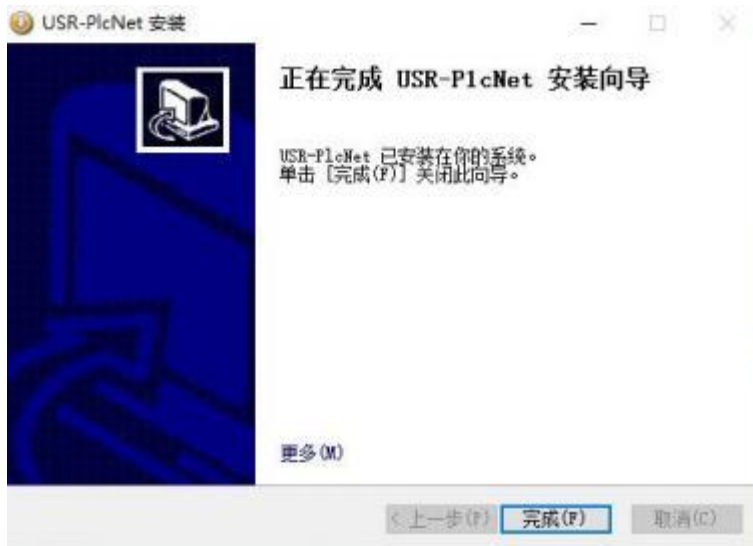 USR-PlcNet 安装
正在完成 USR-PlcNet 安装向导
USR-PlcNet 已安装在你的系统。
单击 [完成(F)] 关闭此向导。
更多(M)
< 上一步(P)
完成(F)
取消(C)